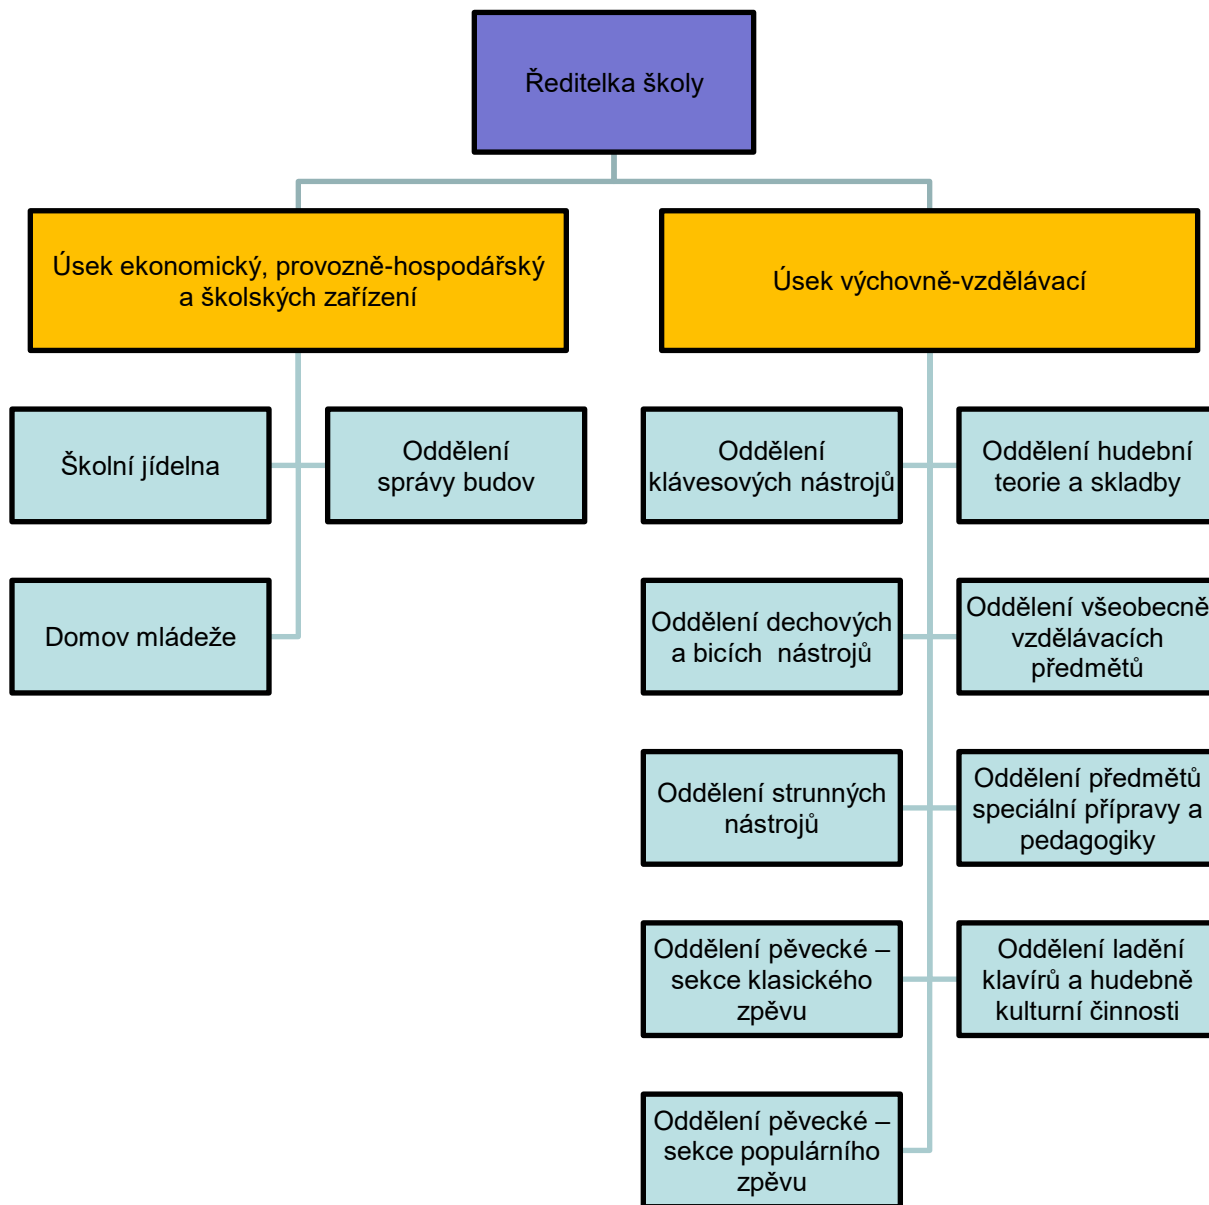 Ředitelka školy
Úsek ekonomický, provozně-hospodářský
a školských zařízení
Úsek výchovně-vzdělávací
Školní jídelna
Oddělení
správy budov
Oddělení
klávesových nástrojů
Oddělení hudební
teorie a skladby
Domov mládeže
Oddělení dechových
a bicích  nástrojů
Oddělení všeobecně
vzdělávacích
předmětů
Oddělení strunných
nástrojů
Oddělení předmětů
speciální přípravy a
pedagogiky
Oddělení pěvecké –
sekce klasického
zpěvu
Oddělení ladění
klavírů a hudebně
kulturní činnosti
Oddělení pěvecké –
sekce populárního
zpěvu